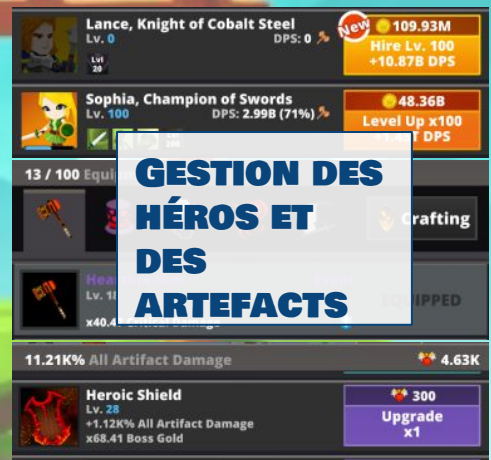 Lance, Knight of Cobalt Steel
Lv. 0
DPS: 0
Lvl
20
New
109.93M
Hire Lv. 100
+10.87B DPS
Sophia, Champion of Swords
Lv. 100
DPS: 2.99B (71%)
48.36B
Level Up x100
DPS
13 / 100
Crafting
GESTION DES
HÉROS ET
DES
ARTEFACTS
EQUIPPED
11.21K% All Artifact Damage
4.63K
Heroic Shield
Lv. 28
+1.12K% All Artifact Damage
x68.41 Boss Gold
300
Upgrade
x1